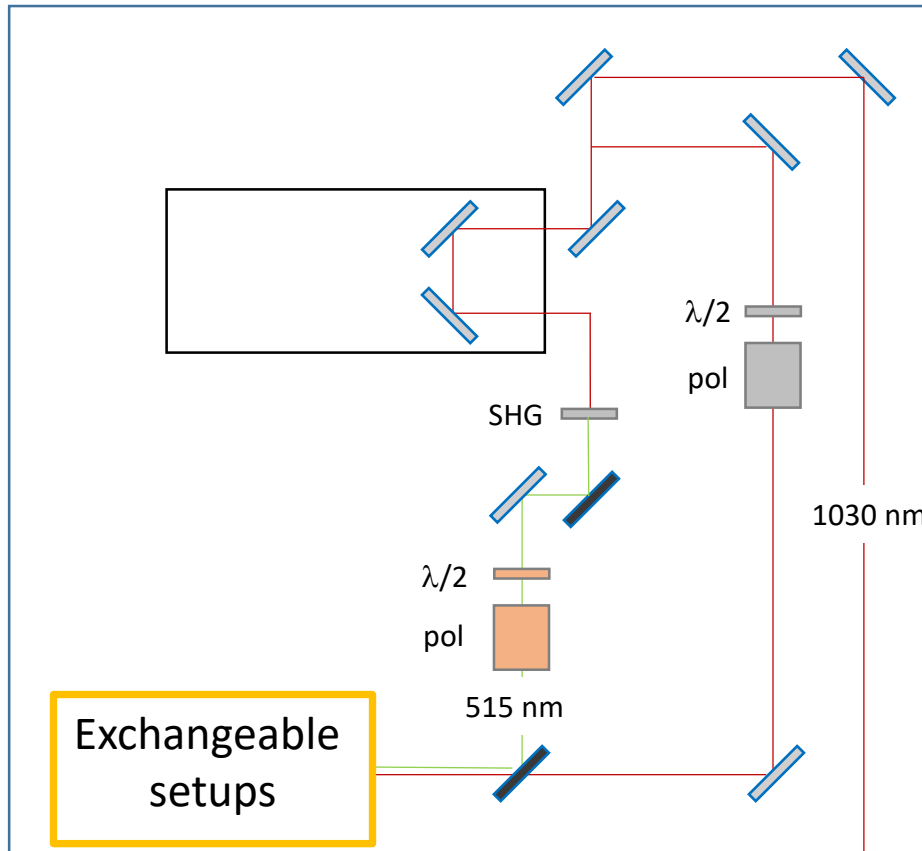 λ/2
pol
SHG
1030 nm
λ/2
pol
515 nm
Exchangeable
setups